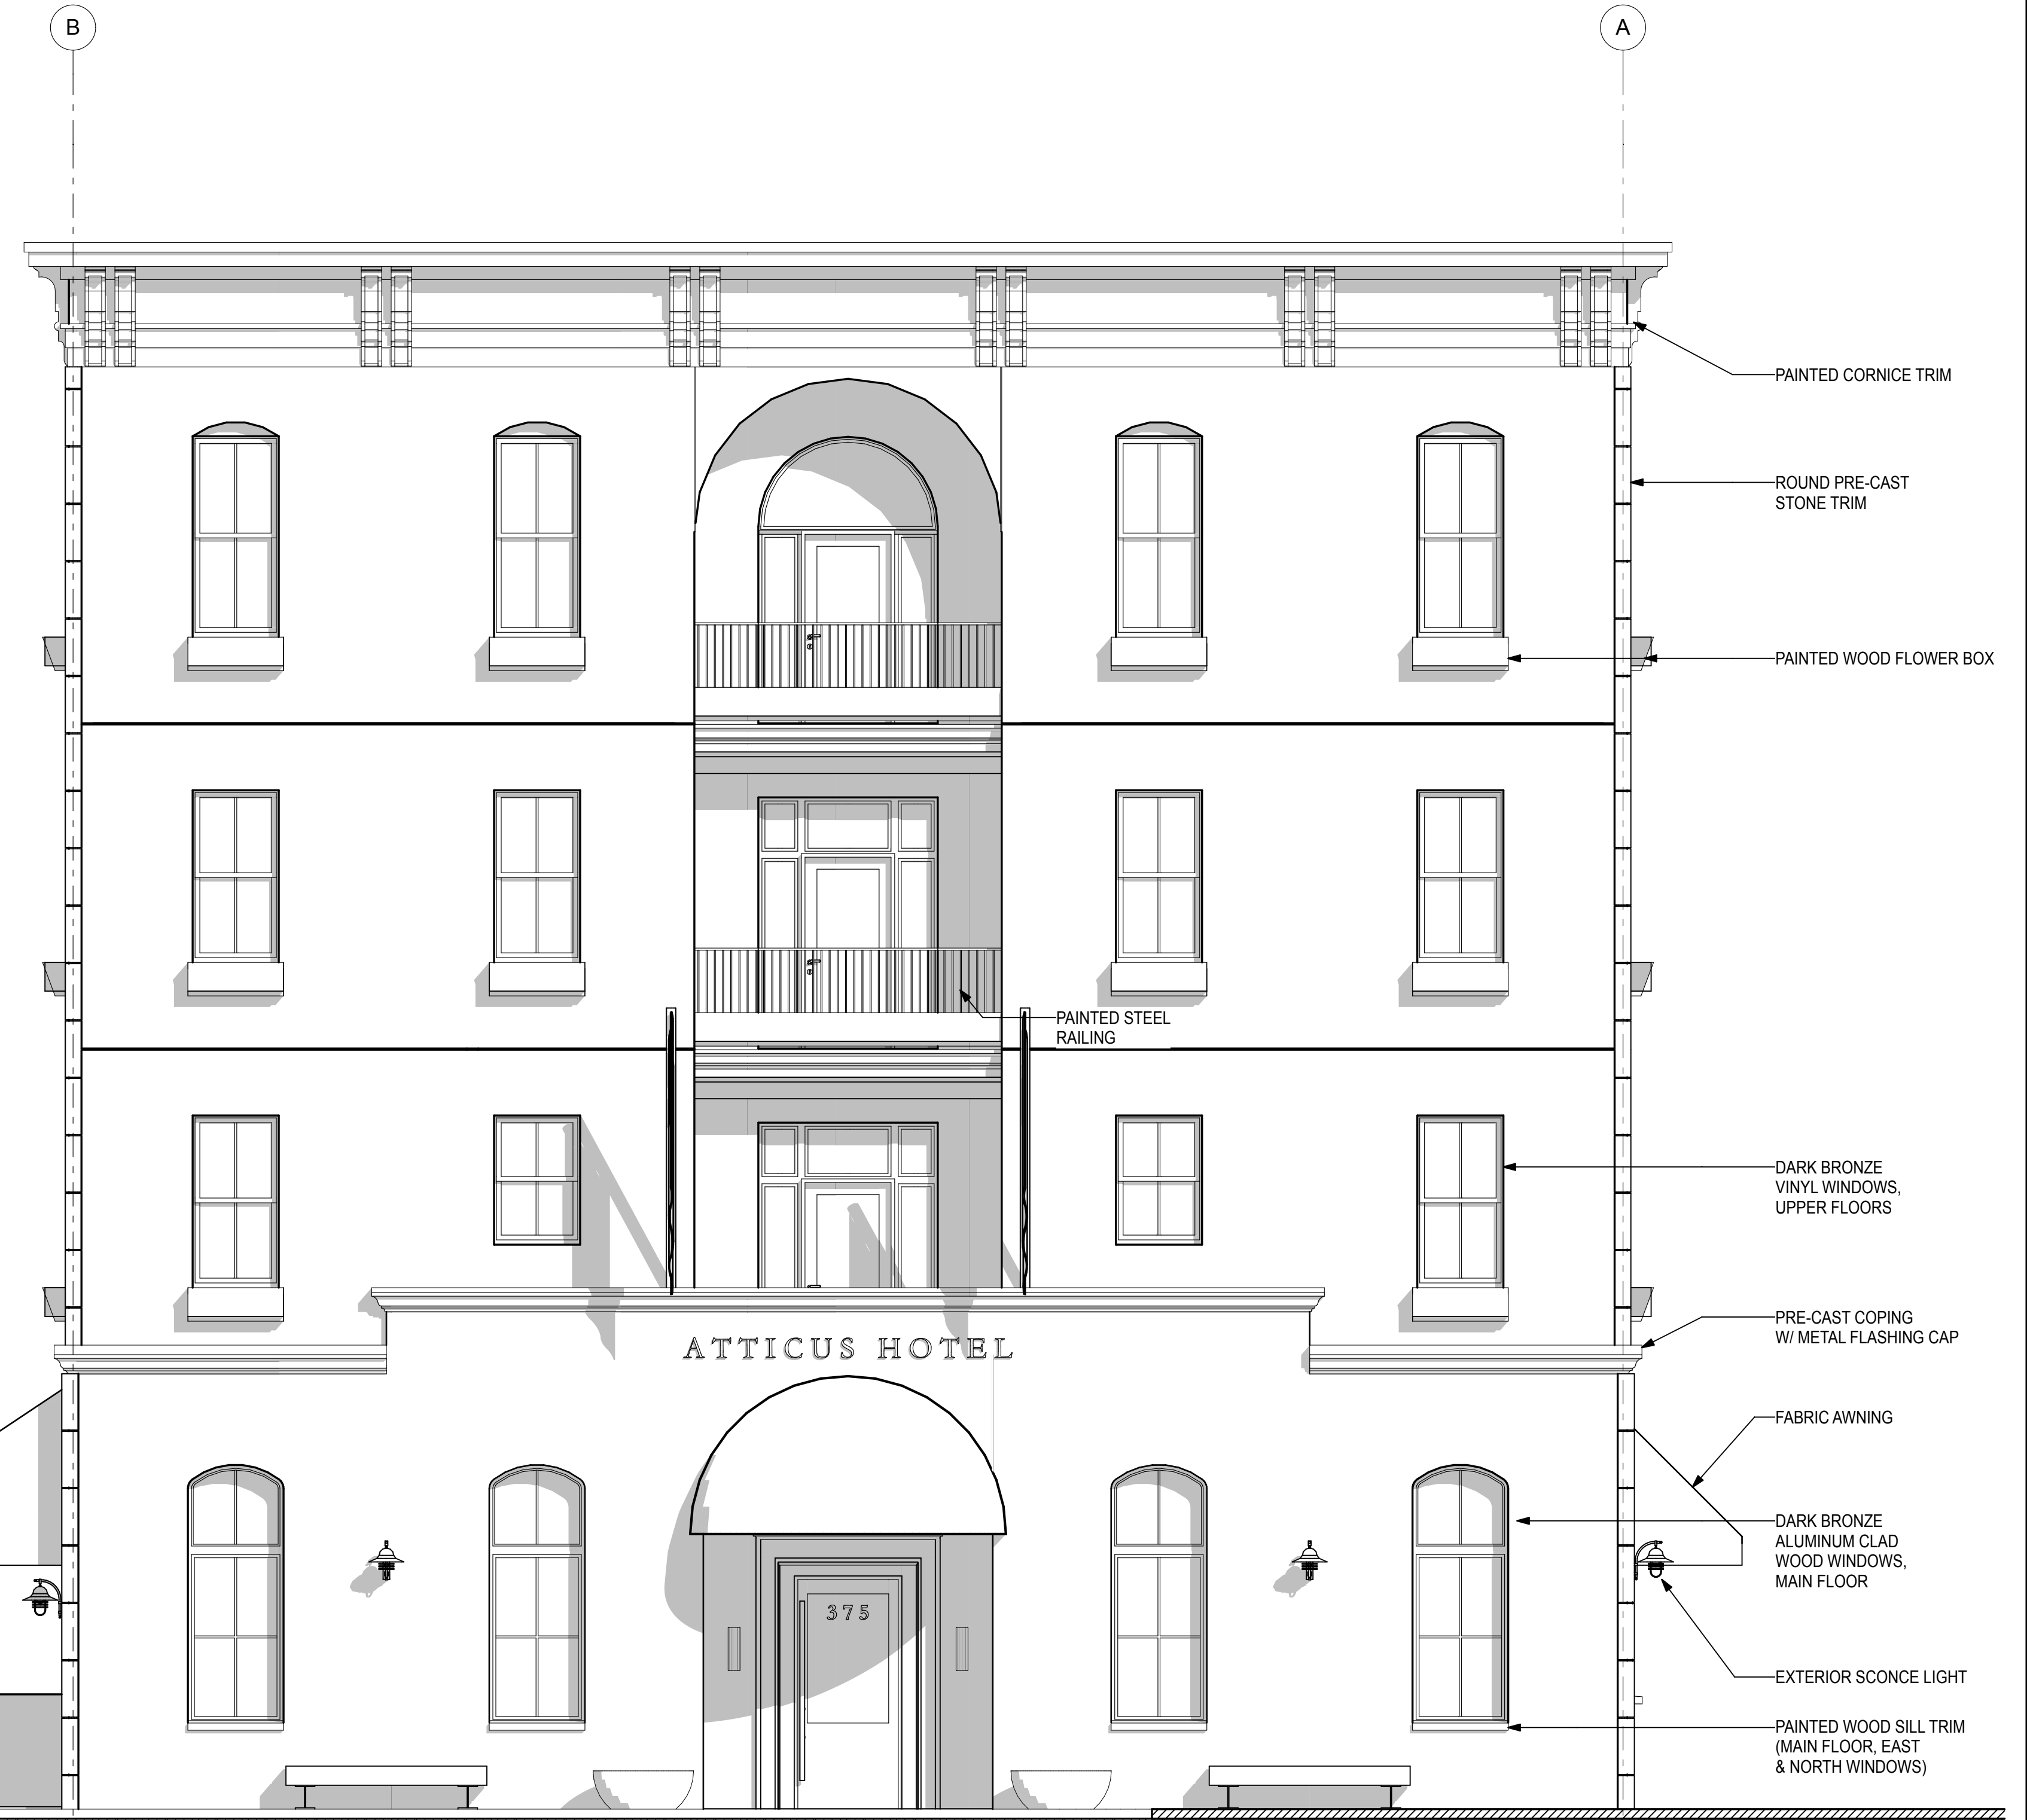 B
A
PAINTED CORNICE TRIM
ROUND PRE-CAST
STONE TRIM
PAINTED WOOD FLOWER BOX
PAINTED STEEL
RAILING
DARK BRONZE
VINYL WINDOWS,
UPPER FLOORS
PRE-CAST COPING
W/ METAL FLASHING CAP
ATTICUS HOTEL
FABRIC AWNING
DARK BRONZE
ALUMINUM CLAD
WOOD WINDOWS,
MAIN FLOOR
375
EXTERIOR SCONCE LIGHT
PAINTED WOOD SILL TRIM
(MAIN FLOOR, EAST
& NORTH WINDOWS)